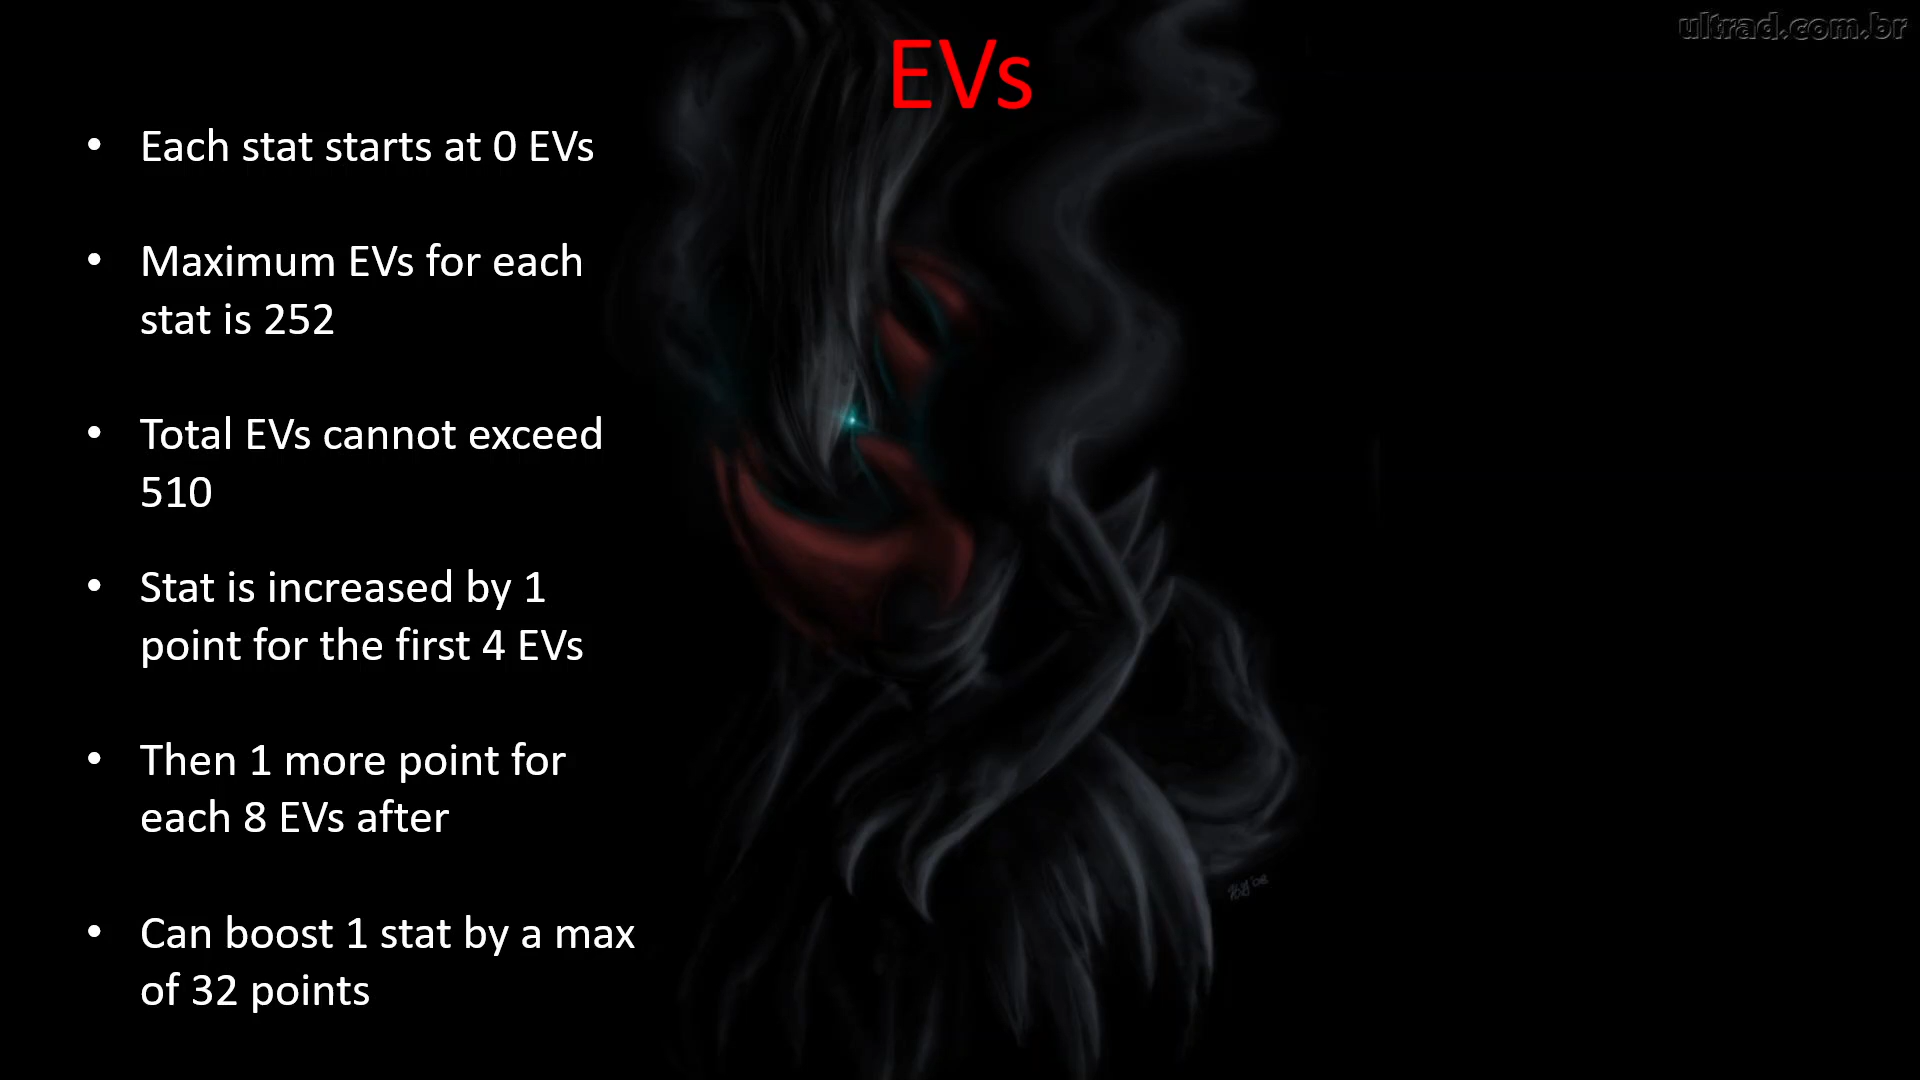 ultrad.com.br
EVs
• Each stat starts at 0 EVs
• Maximum EVs for each
stat is 252
• Total EVs cannot exceed
510
• Stat is increased by 1
point for the first 4 EVs
• Then 1 more point for
each 8 EVs after
• Can boost 1 stat by a max
of 32 points